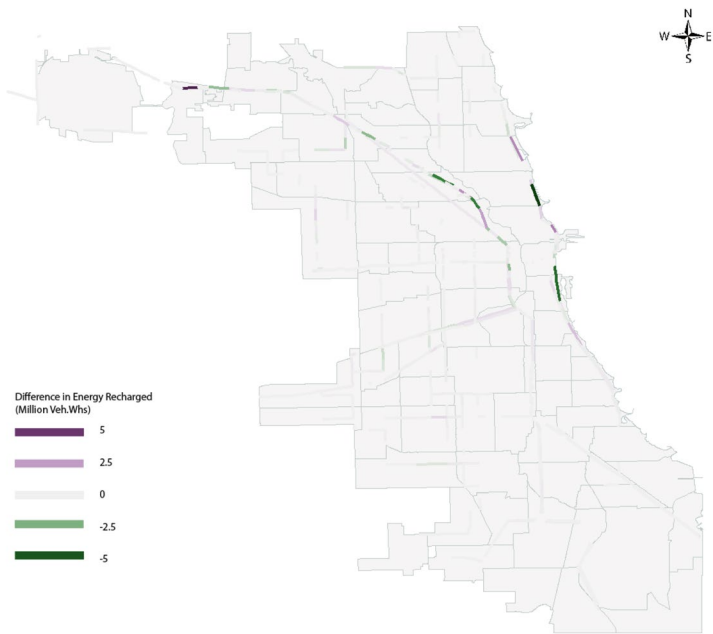 N
W E
S
Difference in Energy Recharged
(Million Veh.Whs)
5
2.5
0
-2.5
-5